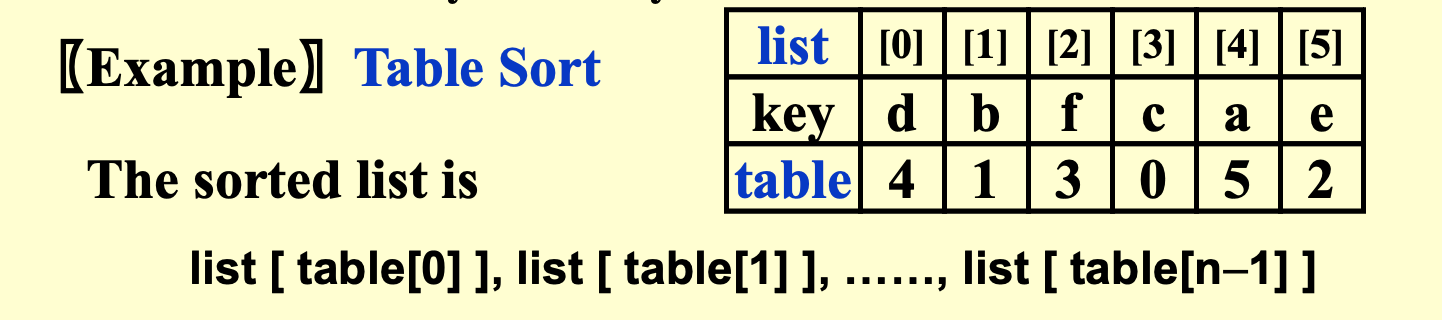 〖Example〗 Table Sort
list [0] [1] [2] [3] [4] [5]
key d b f c a e
table 4 1 3 0 5 2
The sorted list is
list [ table[0] ], list [ table[1] ], ……, list [ table[n–1] ]